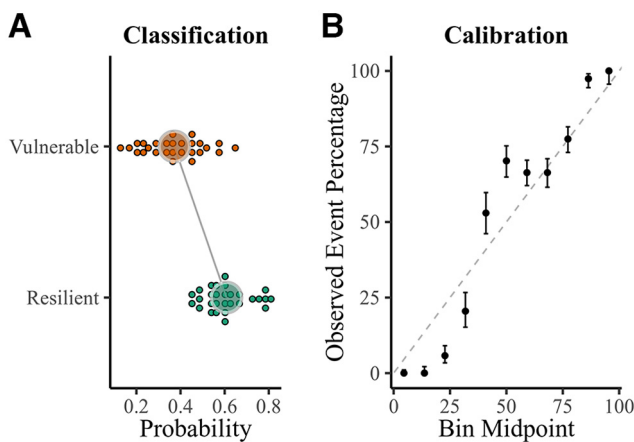 A
Classification
Vulnerable
Resilient
0.2 0.4 0.6 0.8
Probability
B
Calibration
Observed Event Percentage
100
75
50
25
0
0 25 50 75 100
Bin Midpoint